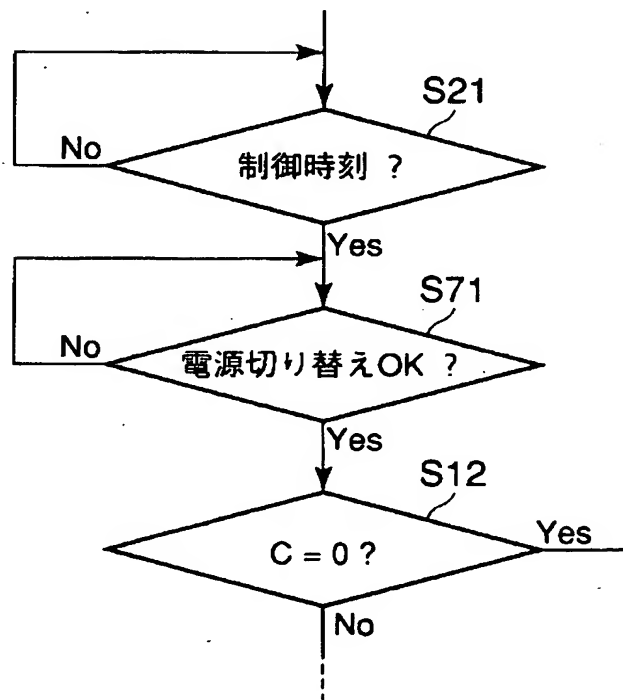 S21
制御時刻 ?
No
Yes
S71
電源切り替えOK ?
No
Yes
S12
C = 0 ?
Yes
No